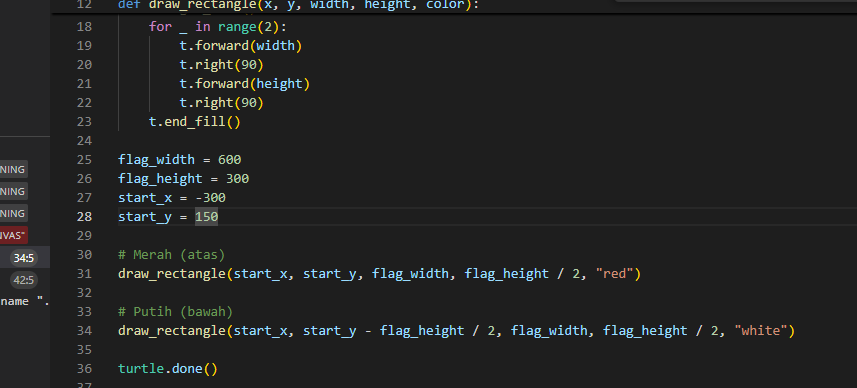 12 def draw_rectangle(x, y, width, height, color):
18 for _ in range(2):
19 t.forward(width)
20 t.right(90)
21 t.forward(height)
22 t.right(90)
23 t.end_fill()
24
25 flag_width = 600
26 flag_height = 300
27 start_x = -300
28 start_y = 150
29
30 # Merah (atas)
31 draw_rectangle(start_x, start_y, flag_width, flag_height / 2, "red")
32
33 # Putih (bawah)
34 draw_rectangle(start_x, start_y - flag_height / 2, flag_width, flag_height / 2, "white")
35
36 turtle.done()
37
NING
NING
NING
NVAS"
34:5
42:5
name ".